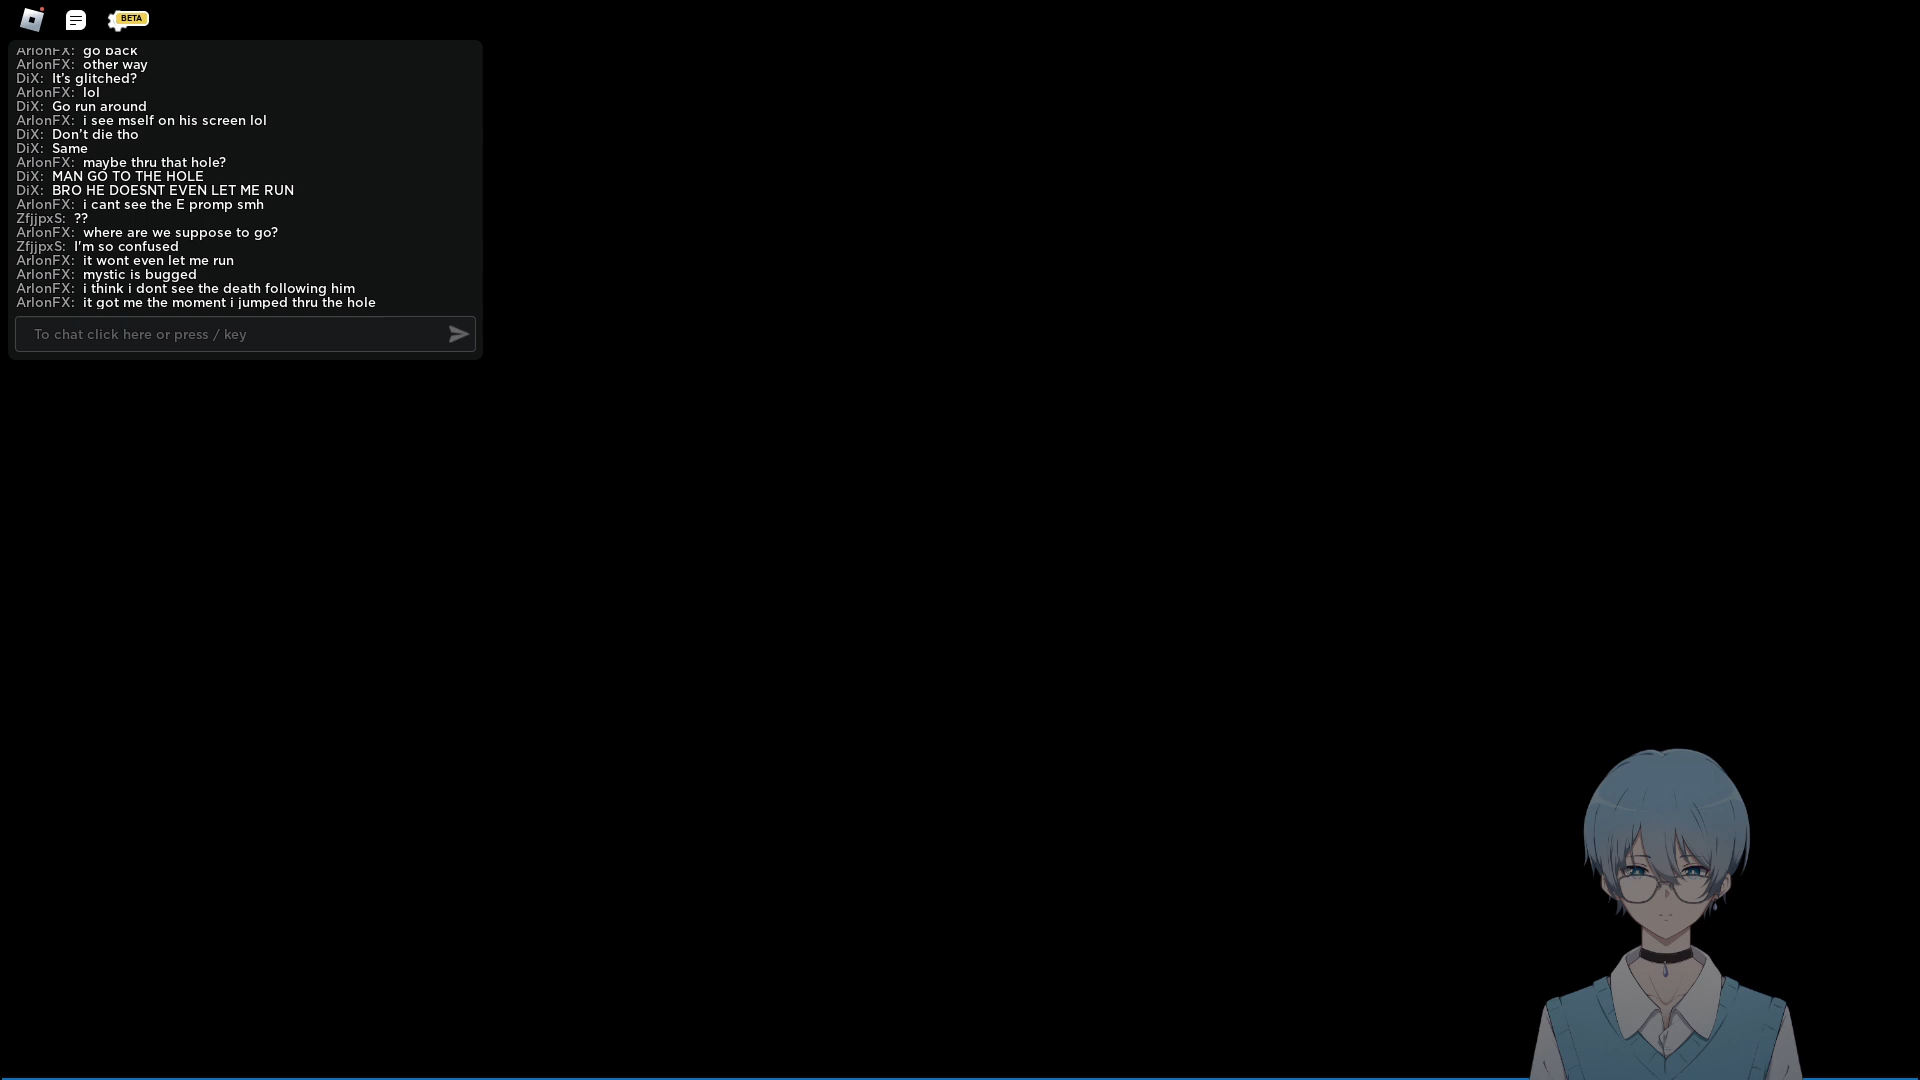 BETA
ArlonFX: go back
ArlonFX: other way
DiX: It's glitched?
ArlonFX: lol
DiX: Go run around
ArlonFX: i see mself on his screen lol
DiX: Don't die tho
DiX: Same
ArlonFX: maybe thru that hole?
DiX: MAN GO TO THE HOLE
DiX: BRO HE DOESNT EVEN LET ME RUN
ArlonFX: i cant see the E promp smh
ZfjjpxS: ??
ArlonFX: where are we suppose to go?
ZfjjpxS: I'm so confused
ArlonFX: it wont even let me run
ArlonFX: mystic is bugged
ArlonFX: i think i dont see the death following him
ArlonFX: it got me the moment i jumped thru the hole
To chat click here or press / key